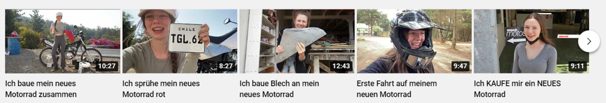 CHILE
TGL.62
10:27
8:27
12:43
9:47
9:11
Ich baue mein neues
Motorrad zusammen
Ich sprühe mein neues
Motorrad rot
Ich baue Blech an mein
neues Motorrad
Erste Fahrt auf meinem
neuen Motorrad
Ich KAUFE mir ein NEUES
Motorrad